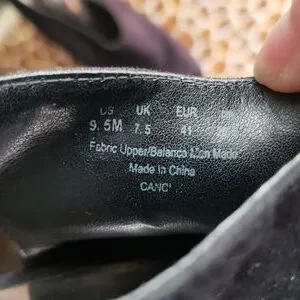 US UK EUR
9.5M 7.5 41
Fabric Upper/Balance Man Made
Made in China